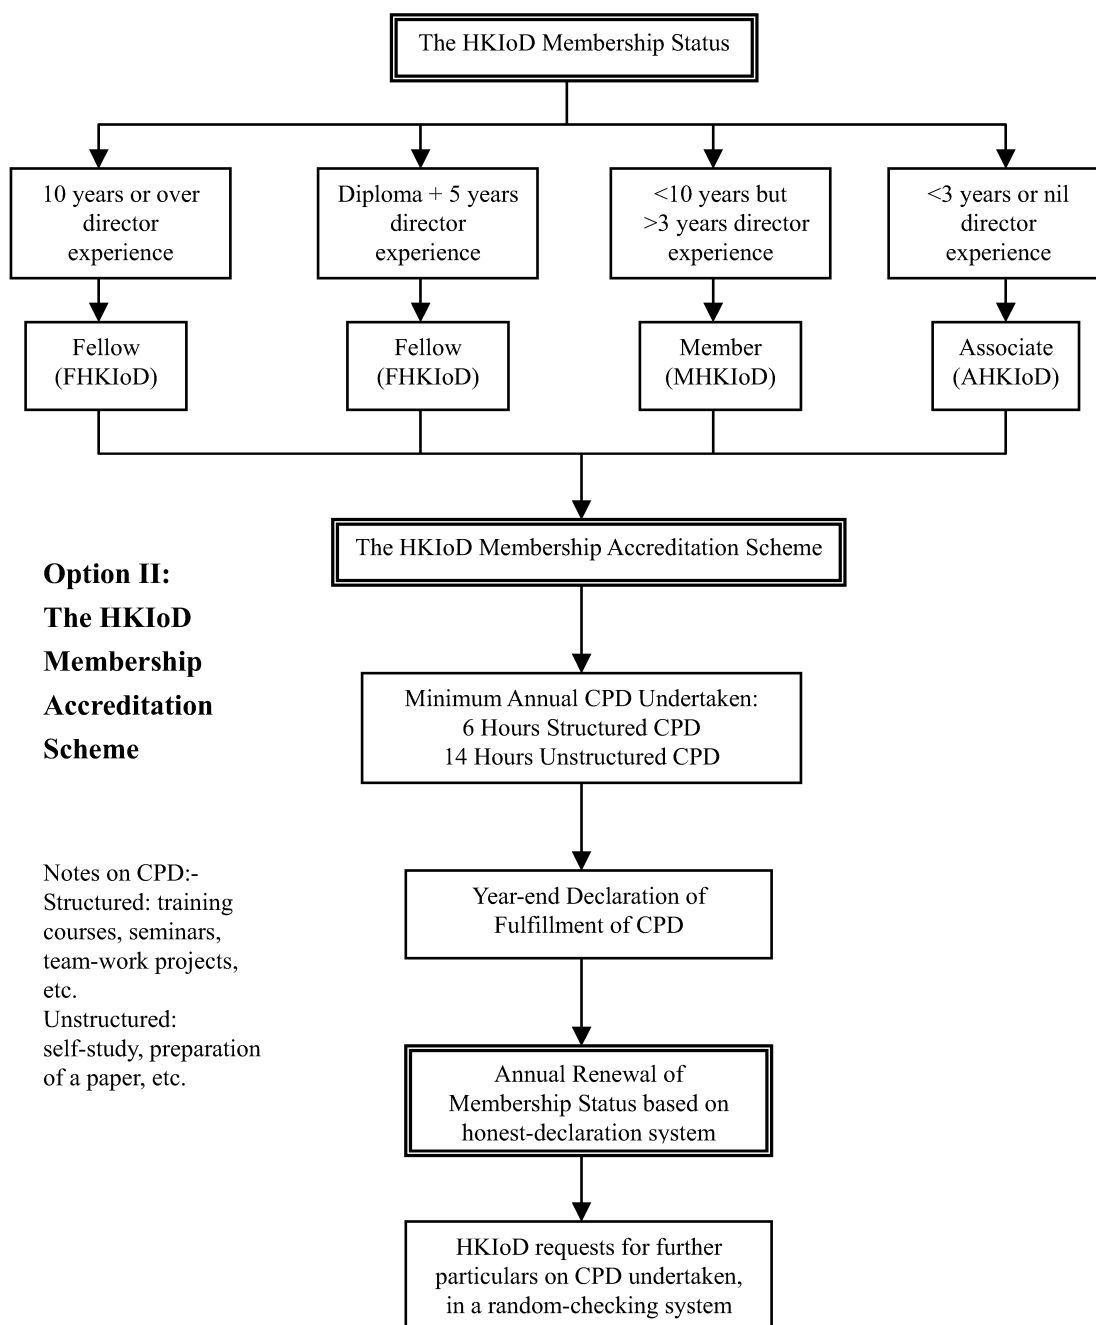 The HKIoD Membership Status
10 years or over
director
experience
Diploma + 5 years
director
experience
<10 years but
>3 years director
experience
<3 years or nil
director
experience
Fellow
(FHKIoD)
Fellow
(FHKIoD)
Member
(MHKIoD)
Associate
(AHKIoD)
The HKIoD Membership Accreditation Scheme
Option II:
The HKIoD
Membership
Accreditation
Scheme
Minimum Annual CPD Undertaken:
6 Hours Structured CPD
14 Hours Unstructured CPD
Notes on CPD:-
Structured: training
courses, seminars,
team-work projects,
etc.
Unstructured:
self-study, preparation
of a paper, etc.
Year-end Declaration of
Fulfillment of CPD
Annual Renewal of
Membership Status based on
honest-declaration system
HKIoD requests for further
particulars on CPD undertaken,
in a random-checking system